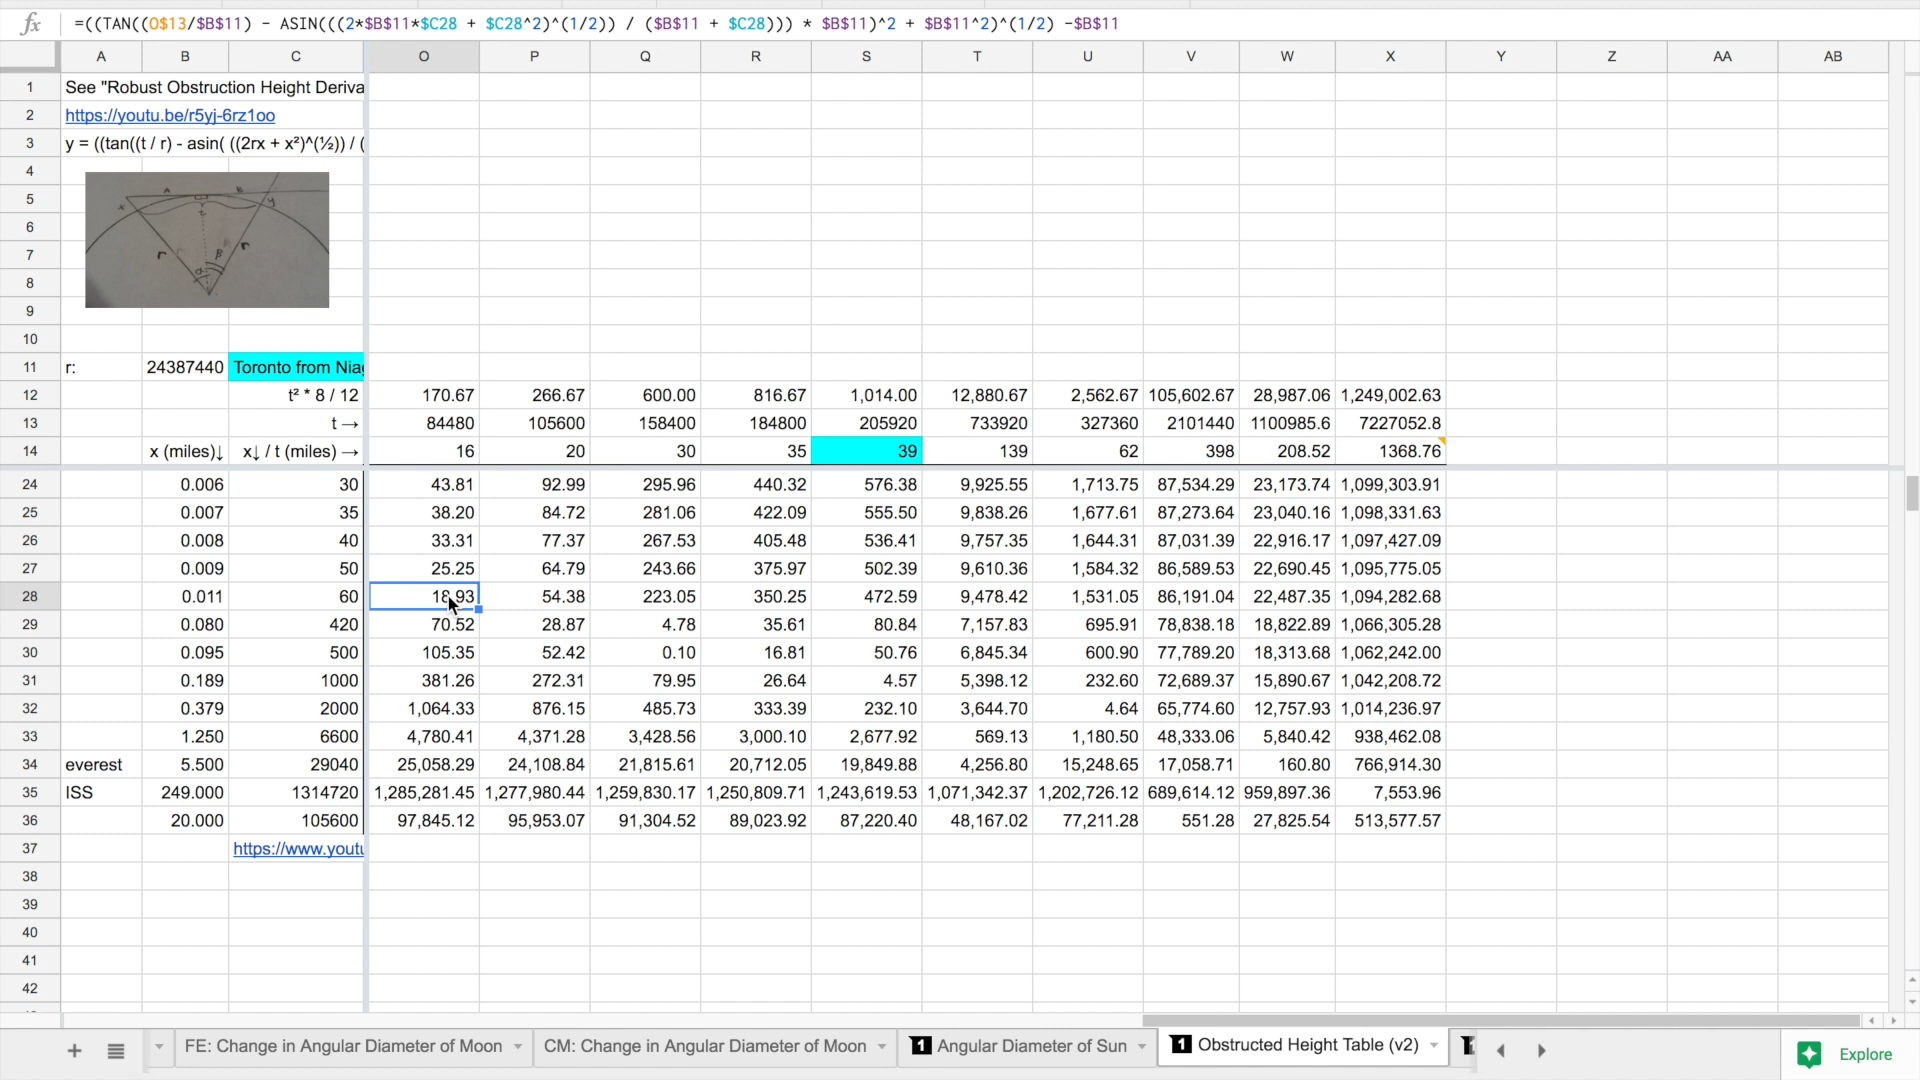 fx =((TAN((O$13/$B$11) - ASIN(((2*$B$11*$C28 + $C28^2)^(1/2)) / ($B$11 + $C28))) * $B$11)^2 + $B$11^2)^(1/2) -$B$11
A B C O P Q R S T U V W X Y Z AA AB
1 See "Robust Obstruction Height Deriva
2 https://youtu.be/r5yj-6rz1oo
3 y = ((tan((t / r) - asin( ((2rx + x²)^(½)) / (
4
5 A B x t y
6
7 r β r
8 α
9
10
11 r: 24387440 Toronto from Nia
12 t² * 8 / 12 170.67 266.67 600.00 816.67 1,014.00 12,880.67 2,562.67 105,602.67 28,987.06 1,249,002.63
13 t → 84480 105600 158400 184800 205920 733920 327360 2101440 1100985.6 7227052.8
14 x (miles)↓ x↓ / t (miles) → 16 20 30 35 39 139 62 398 208.52 1368.76
24 0.006 30 43.81 92.99 295.96 440.32 576.38 9,925.55 1,713.75 87,534.29 23,173.74 1,099,303.91
25 0.007 35 38.20 84.72 281.06 422.09 555.50 9,838.26 1,677.61 87,273.64 23,040.16 1,098,331.63
26 0.008 40 33.31 77.37 267.53 405.48 536.41 9,757.35 1,644.31 87,031.39 22,916.17 1,097,427.09
27 0.009 50 25.25 64.79 243.66 375.97 502.39 9,610.36 1,584.32 86,589.53 22,690.45 1,095,775.05
28 0.011 60 18.93 54.38 223.05 350.25 472.59 9,478.42 1,531.05 86,191.04 22,487.35 1,094,282.68
29 0.080 420 70.52 28.87 4.78 35.61 80.84 7,157.83 695.91 78,838.18 18,822.89 1,066,305.28
30 0.095 500 105.35 52.42 0.10 16.81 50.76 6,845.34 600.90 77,789.20 18,313.68 1,062,242.00
31 0.189 1000 381.26 272.31 79.95 26.64 4.57 5,398.12 232.60 72,689.37 15,890.67 1,042,208.72
32 0.379 2000 1,064.33 876.15 485.73 333.39 232.10 3,644.70 4.64 65,774.60 12,757.93 1,014,236.97
33 1.250 6600 4,780.41 4,371.28 3,428.56 3,000.10 2,677.92 569.13 1,180.50 48,333.06 5,840.42 938,462.08
34 everest 5.500 29040 25,058.29 24,108.84 21,815.61 20,712.05 19,849.88 4,256.80 15,248.65 17,058.71 160.80 766,914.30
35 ISS 249.000 1314720 1,285,281.45 1,277,980.44 1,259,830.17 1,250,809.71 1,243,619.53 1,071,342.37 1,202,726.12 689,614.12 959,897.36 7,553.96
36 20.000 105600 97,845.12 95,953.07 91,304.52 89,023.92 87,220.40 48,167.02 77,211.28 551.28 27,825.54 513,577.57
37 https://www.yout
38
39
40
41
42
FE: Change in Angular Diameter of Moon CM: Change in Angular Diameter of Moon 1 Angular Diameter of Sun 1 Obstructed Height Table (v2) Explore